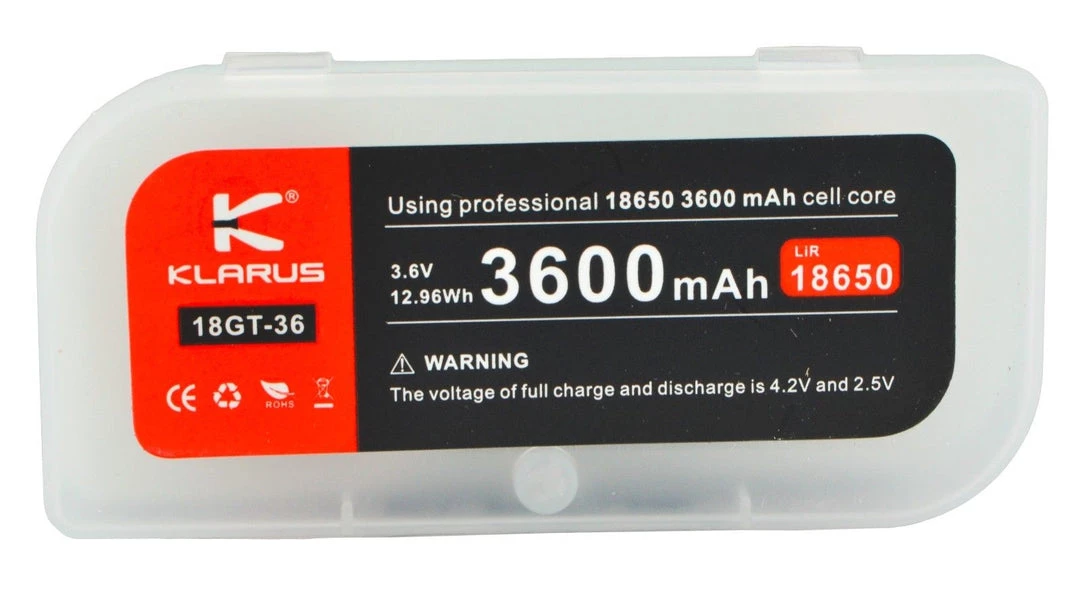 K®
KLARUS
18GT-36
CE
ROHS
Using professional 18650 3600 mAh cell core
3.6V
12.96Wh
3600mAh
LiR
18650
WARNING
The voltage of full charge and discharge is 4.2V and 2.5V